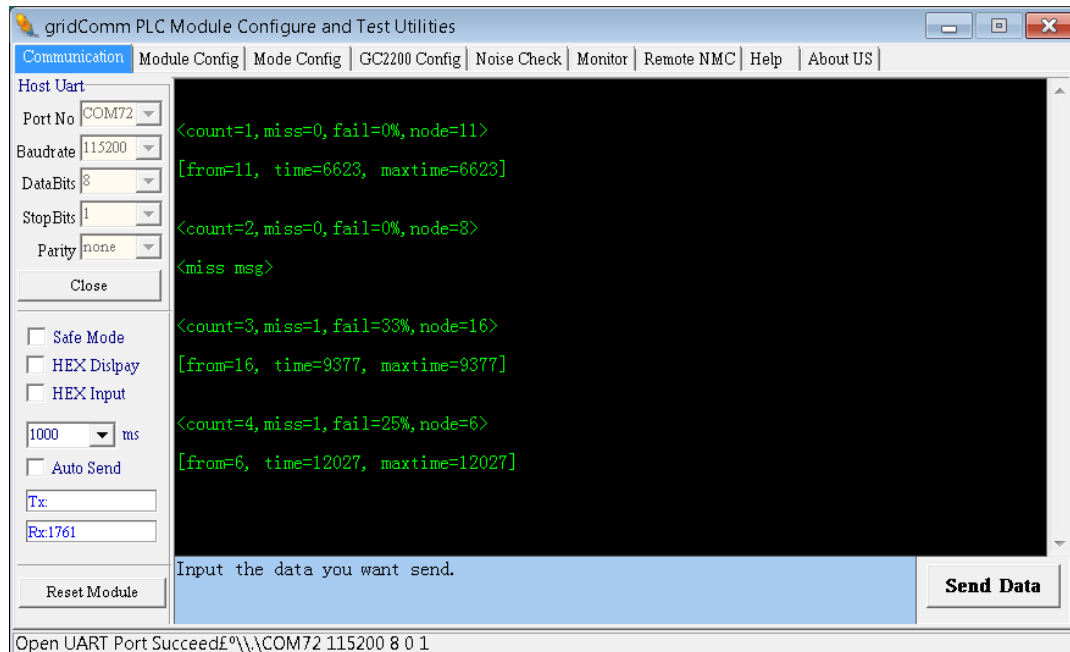 gridComm PLC Module Configure and Test Utilities
Communication Module Config Mode Config GC2200 Config Noise Check Monitor Remote NMC Help About US
Host Uart
Port No COM72
Baudrate 115200
DataBits 8
StopBits 1
Parity none
Close
Safe Mode
HEX Dislpay
HEX Input
1000 ms
Auto Send
Tx:
Rx:1761
Reset Module
<count=1,miss=0,fail=0%,node=11>
[from=11, time=6623, maxtime=6623]
<count=2,miss=0,fail=0%,node=8>
<miss msg>
<count=3,miss=1,fail=33%,node=16>
[from=16, time=9377, maxtime=9377]
<count=4,miss=1,fail=25%,node=6>
[from=6, time=12027, maxtime=12027]
Input the data you want send.
Send Data
Open UART Port Succeed£º\\.\COM72 115200 8 0 1